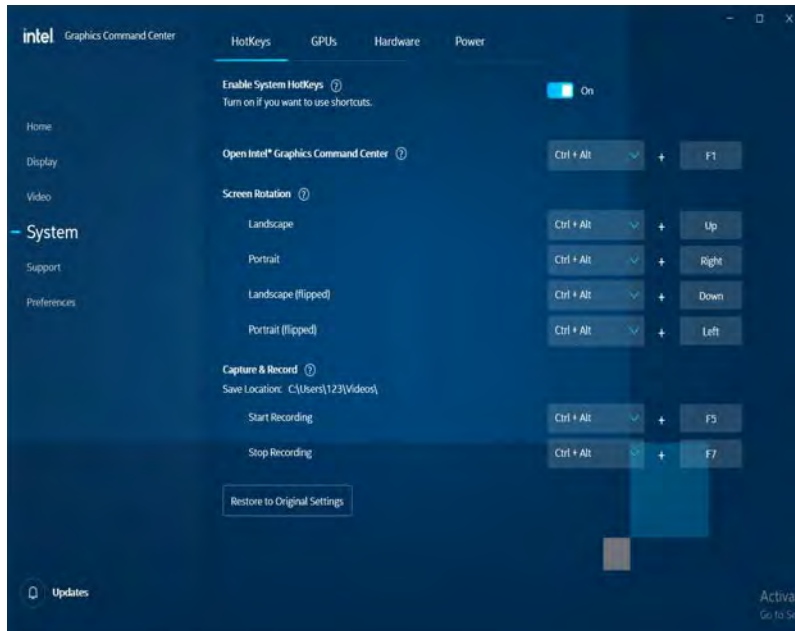 intel. Graphics Command Center
HotKeys GPUs Hardware Power
Enable System HotKeys ?
Turn on if you want to use shortcuts.
On
Home
Display
Video
System
Support
Preferences
Open Intel® Graphics Command Center ?
Ctrl + Alt + F1
Screen Rotation ?
Landscape Ctrl + Alt + Up
Portrait Ctrl + Alt + Right
Landscape (flipped) Ctrl + Alt + Down
Portrait (flipped) Ctrl + Alt + Left
Capture & Record ?
Save Location: C:\Users\123\Videos\
Start Recording Ctrl + Alt + F5
Stop Recording Ctrl + Alt + F7
Restore to Original Settings
Updates
Activa
Go to Se